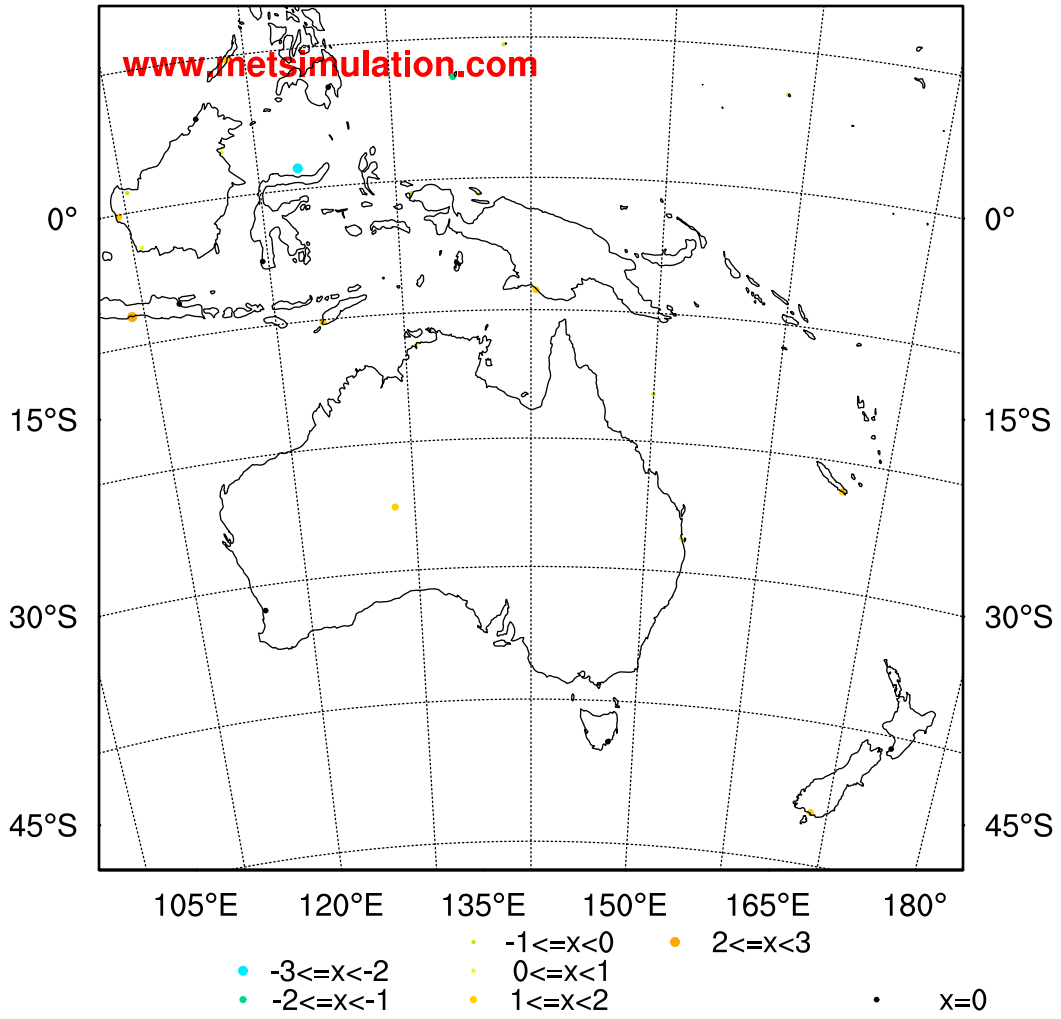 www.metsimulation.com
0° 0°
15°S 15°S
30°S 30°S
45°S 45°S
105°E 120°E 135°E 150°E 165°E 180°
-1<=x<0 2<=x<3
-3<=x<-2 0<=x<1
-2<=x<-1 1<=x<2 x=0